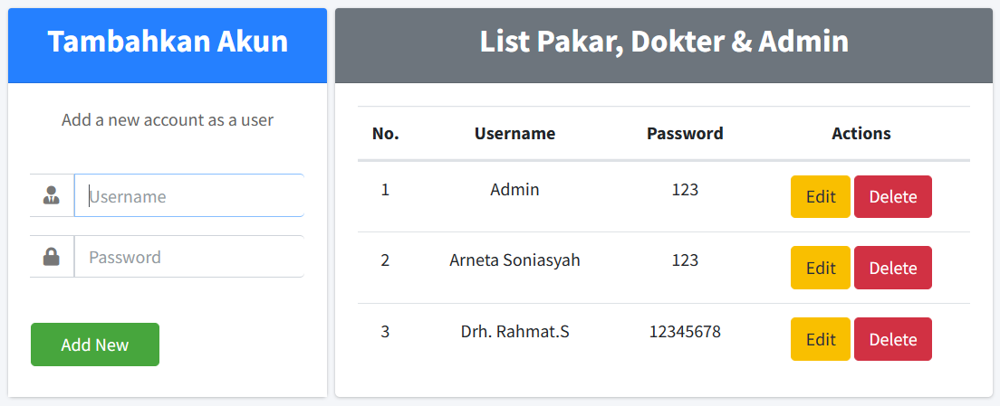 Tambahkan Akun
Add a new account as a user
Username
Password
Add New
List Pakar, Dokter & Admin
No. Username Password Actions
1 Admin 123 Edit Delete
2 Arneta Soniasyah 123 Edit Delete
3 Drh. Rahmat.S 12345678 Edit Delete